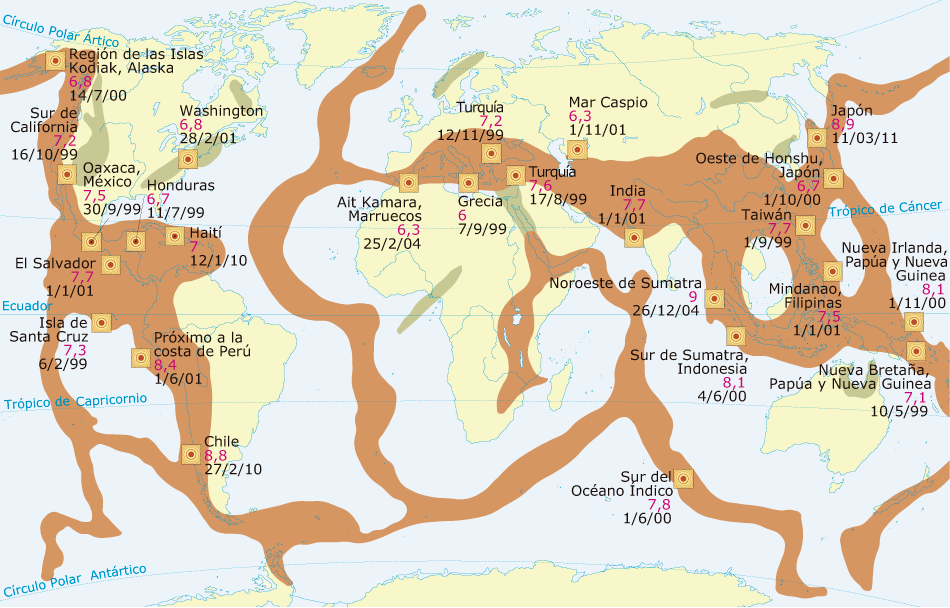 Círculo Polar Ártico
Región de las Islas
Kodiak, Alaska
6,8
14/7/00
Sur de
California
7,2
16/10/99
Washington
6,8
28/2/01
Oaxaca,
México
7,5
30/9/99
Honduras
6,7
11/7/99
Haití
7
12/1/10
El Salvador
7,7
1/1/01
Ecuador
Isla de
Santa Cruz
7,3
6/2/99
Próximo a la
costa de Perú
8,4
1/6/01
Trópico de Capricornio
Chile
8,8
27/2/10
Círculo Polar Antártico
Turquía
7,2
12/11/99
Mar Caspio
6,3
1/11/01
Ait Kamara,
Marruecos
6,3
25/2/04
Grecia
6
7/9/99
Turquía
7,6
17/8/99
India
7,7
1/1/01
Noroeste de Sumatra
9
26/12/04
Sur de Sumatra,
Indonesia
8,1
4/6/00
Sur del
Océano Índico
7,8
1/6/00
Japón
8,9
11/03/11
Oeste de Honshu,
Japón
6,7
1/10/00
Trópico de Cáncer
Taiwán
7,7
1/9/99
Nueva Irlanda,
Papúa y Nueva
Guinea
8,1
1/11/00
Mindanao,
Filipinas
7,5
1/1/01
Nueva Bretaña,
Papúa y Nueva Guinea
7,1
10/5/99